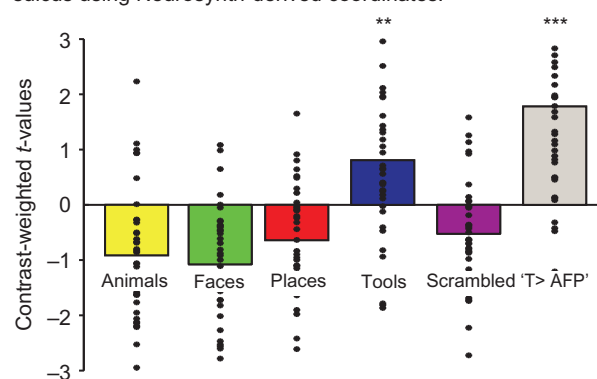 sulcus using Neurosynth-derived coordinates.
** ***
3
2
1
0
–1
–2
–3
Contrast-weighted t-values
Animals Faces Places Tools Scrambled 'T> AFP'